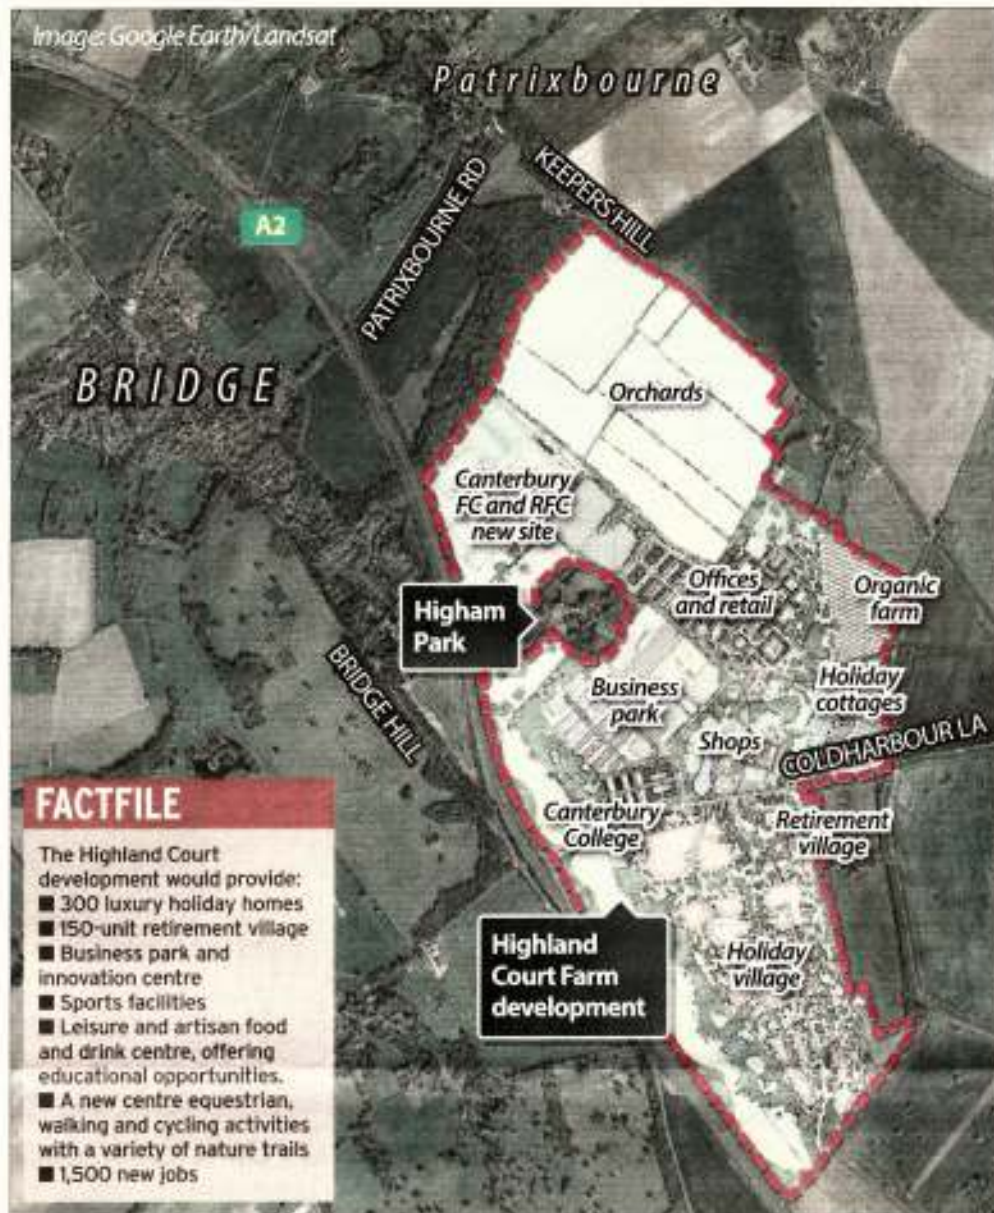 Image: Google Earth/Landsat
Patrixbourne
KEEPERS HILL
A2
PATRIXBOURNE RD
BRIDGE
Orchards
Canterbury
FC and RFC
new site
Offices
and retail
Organic
farm
Higham
Park
BRIDGE HILL
Business
park
Holiday
cottages
Shops
COLDHARBOUR LA
Canterbury
College
Retirement
village
Highland
Court Farm
development
Holiday
village
FACTFILE
The Highland Court
development would provide:
■ 300 luxury holiday homes
■ 150-unit retirement village
■ Business park and
innovation centre
■ Sports facilities
■ Leisure and artisan food
and drink centre, offering
educational opportunities.
■ A new centre equestrian,
walking and cycling activities
with a variety of nature trails
■ 1,500 new jobs